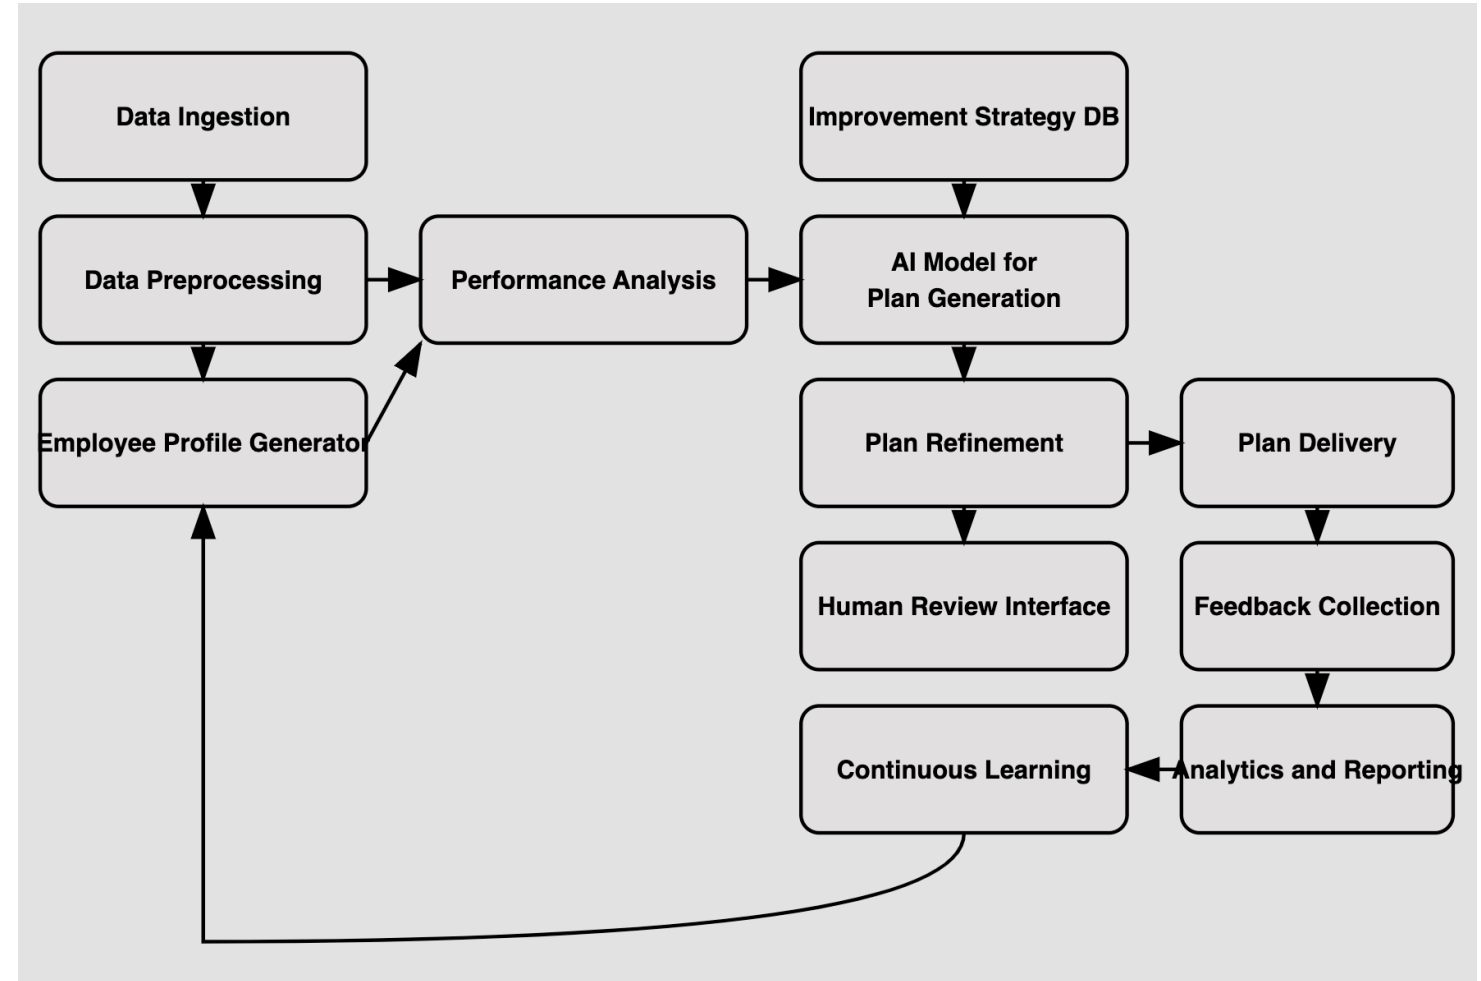 Data Ingestion
Improvement Strategy DB
Data Preprocessing
Performance Analysis
AI Model for
Plan Generation
Employee Profile Generator
Plan Refinement
Plan Delivery
Human Review Interface
Feedback Collection
Continuous Learning
Analytics and Reporting